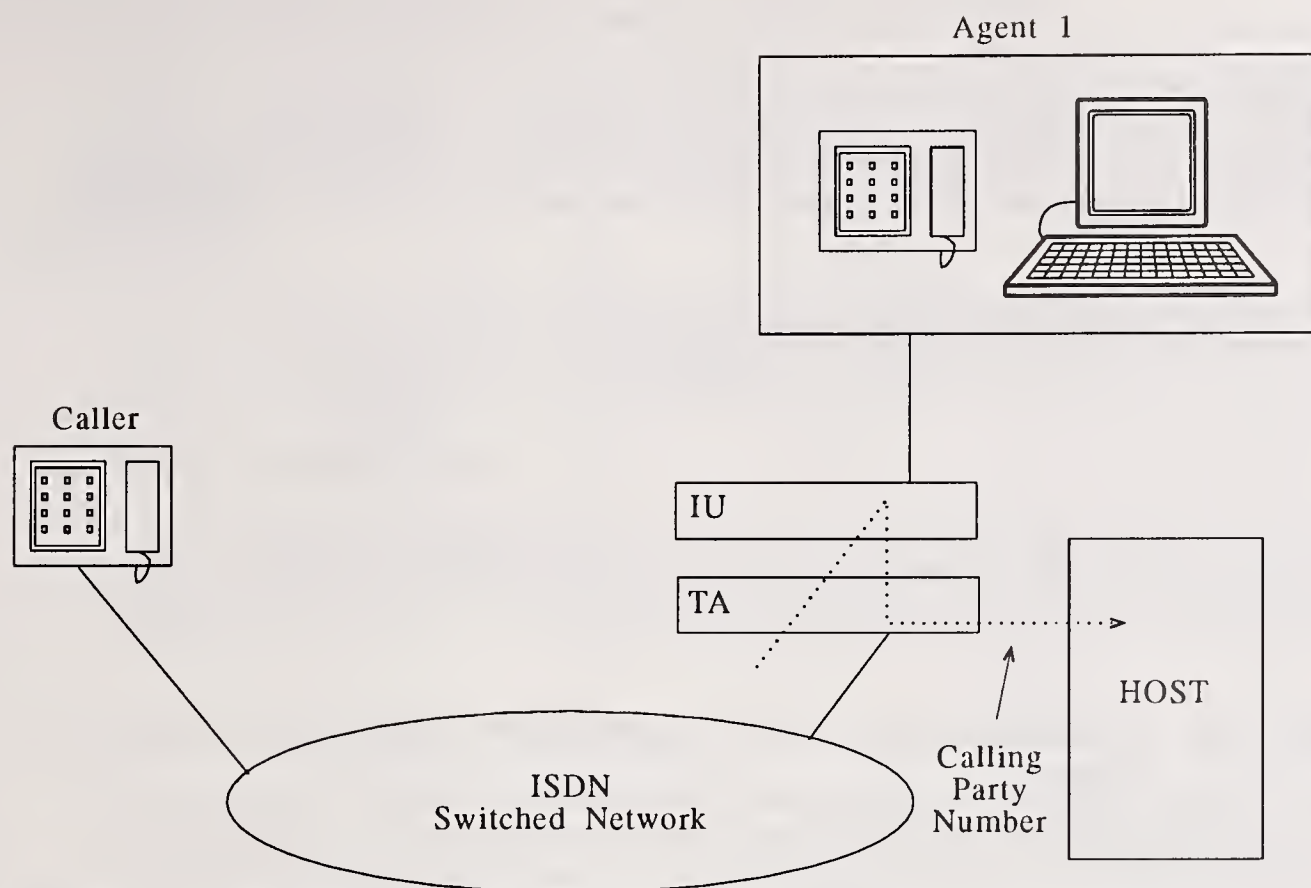 Agent 1
Caller
IU
TA
HOST
Calling
Party
Number
ISDN
Switched Network